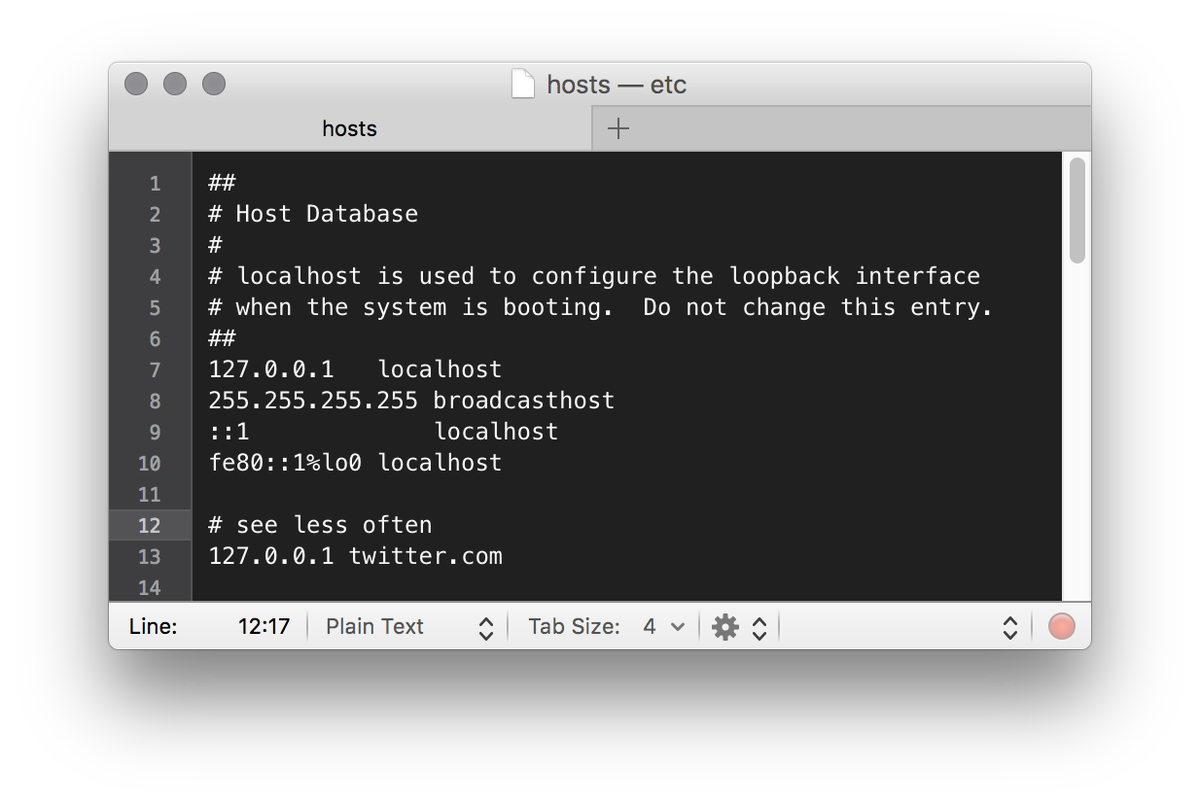 hosts — etc
hosts
1 ##
2 # Host Database
3 #
4 # localhost is used to configure the loopback interface
5 # when the system is booting.  Do not change this entry.
6 ##
7 127.0.0.1   localhost
8 255.255.255.255 broadcasthost
9 ::1             localhost
10 fe80::1%lo0 localhost
11
12 # see less often
13 127.0.0.1 twitter.com
14
Line: 12:17 Plain Text Tab Size: 4